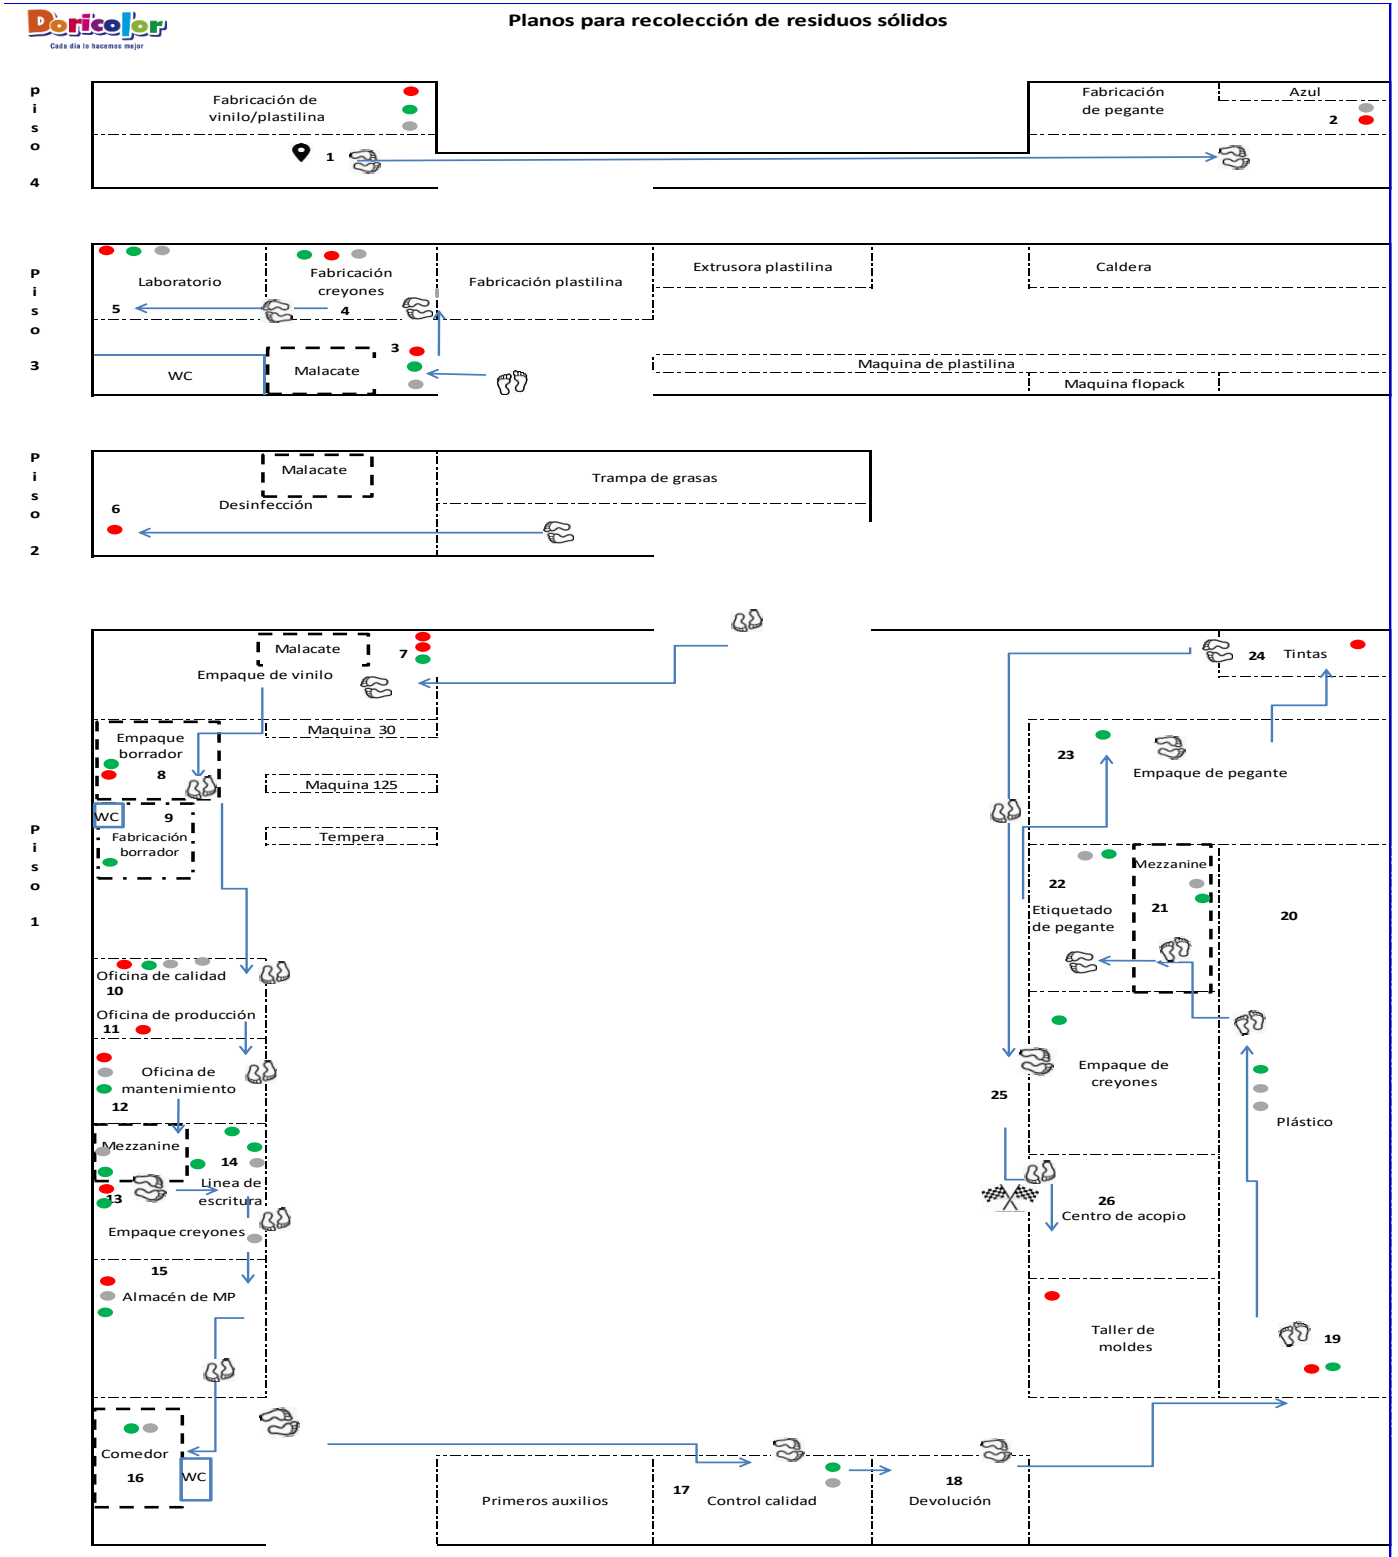 Doricolor
Cada día lo hacemos mejor
Planos para recolección de residuos sólidos
p
i
s
o
4
Fabricación de
vinilo/plastilina
1
Fabricación
de pegante
Azul
2
P
i
s
o
3
Laboratorio
5
Fabricación
creyones
4
Fabricación plastilina
Extrusora plastilina
Caldera
WC
Malacate
3
Maquina de plastilina
Maquina flopack
P
i
s
o
2
Malacate
Desinfección
6
Trampa de grasas
P
i
s
o
1
Malacate
7
Empaque de vinilo
Maquina 30
Empaque
borrador
8
Maquina 125
WC
9
Fabricación
borrador
Tempera
Oficina de calidad
10
Oficina de producción
11
Oficina de
mantenimiento
12
Mezzanine
14
Linea de
escritura
13
Empaque creyones
15
Almacén de MP
Comedor
16
WC
Primeros auxilios
17
Control calidad
18
Devolución
19
Plástico
20
Mezzanine
21
22
Etiquetado
de pegante
23
Empaque de pegante
24
Tintas
Empaque de
creyones
25
26
Centro de acopio
Taller de
moldes